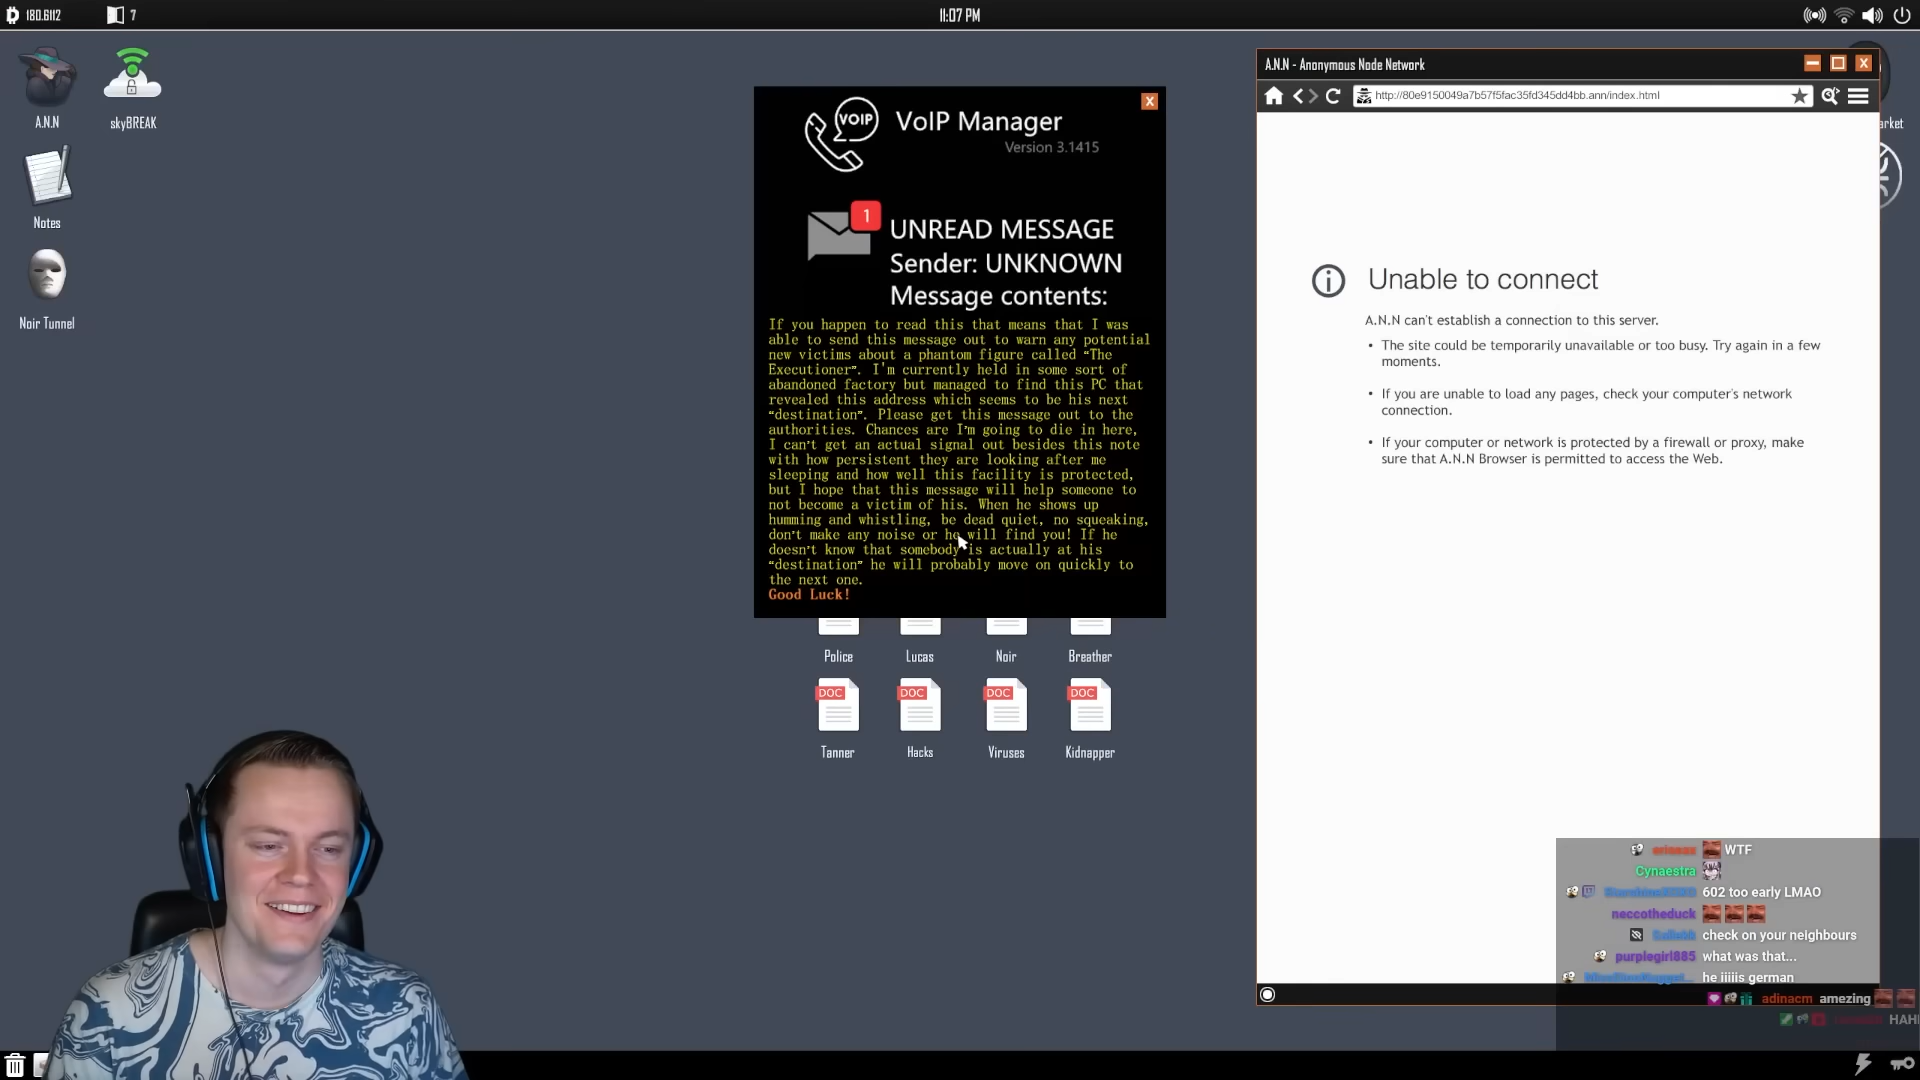 180.6112
7
11:07 PM
A.N.N
skyBREAK
Notes
Noir Tunnel
VOIP
VoIP Manager
Version 3.1415
1
UNREAD MESSAGE
Sender: UNKNOWN
Message contents:
If you happen to read this that means that I was
able to send this message out to warn any potential
new victims about a phantom figure called “The
Executioner”. I'm currently held in some sort of
abandoned factory but managed to find this PC that
revealed this address which seems to be his next
“destination”. Please get this message out to the
authorities. Chances are I'm going to die in here,
I can't get an actual signal out besides this note
with how persistent they are looking after me
sleeping and how well this facility is protected,
but I hope that this message will help someone to
not become a victim of his. When he shows up
humming and whistling, be dead quiet, no squeaking,
don't make any noise or he will find you! If he
doesn't know that somebody is actually at his
“destination” he will probably move on quickly to
the next one.
Good Luck!
Police
Lucas
Noir
Breather
DOC
DOC
DOC
DOC
Tanner
Hacks
Viruses
Kidnapper
A.N.N - Anonymous Node Network
http://80e9150049a7b57f5fac35fd345dd4bb.ann/index.html
arket
Unable to connect
A.N.N can't establish a connection to this server.
• The site could be temporarily unavailable or too busy. Try again in a few
moments.
• If you are unable to load any pages, check your computer's network
connection.
• If your computer or network is protected by a firewall or proxy, make
sure that A.N.N Browser is permitted to access the Web.
WTF
Cynaestra
602 too early LMAO
neccotheduck
check on your neighbours
purplegirl885 what was that...
he iiiiis german
adinacm amezing
HAH